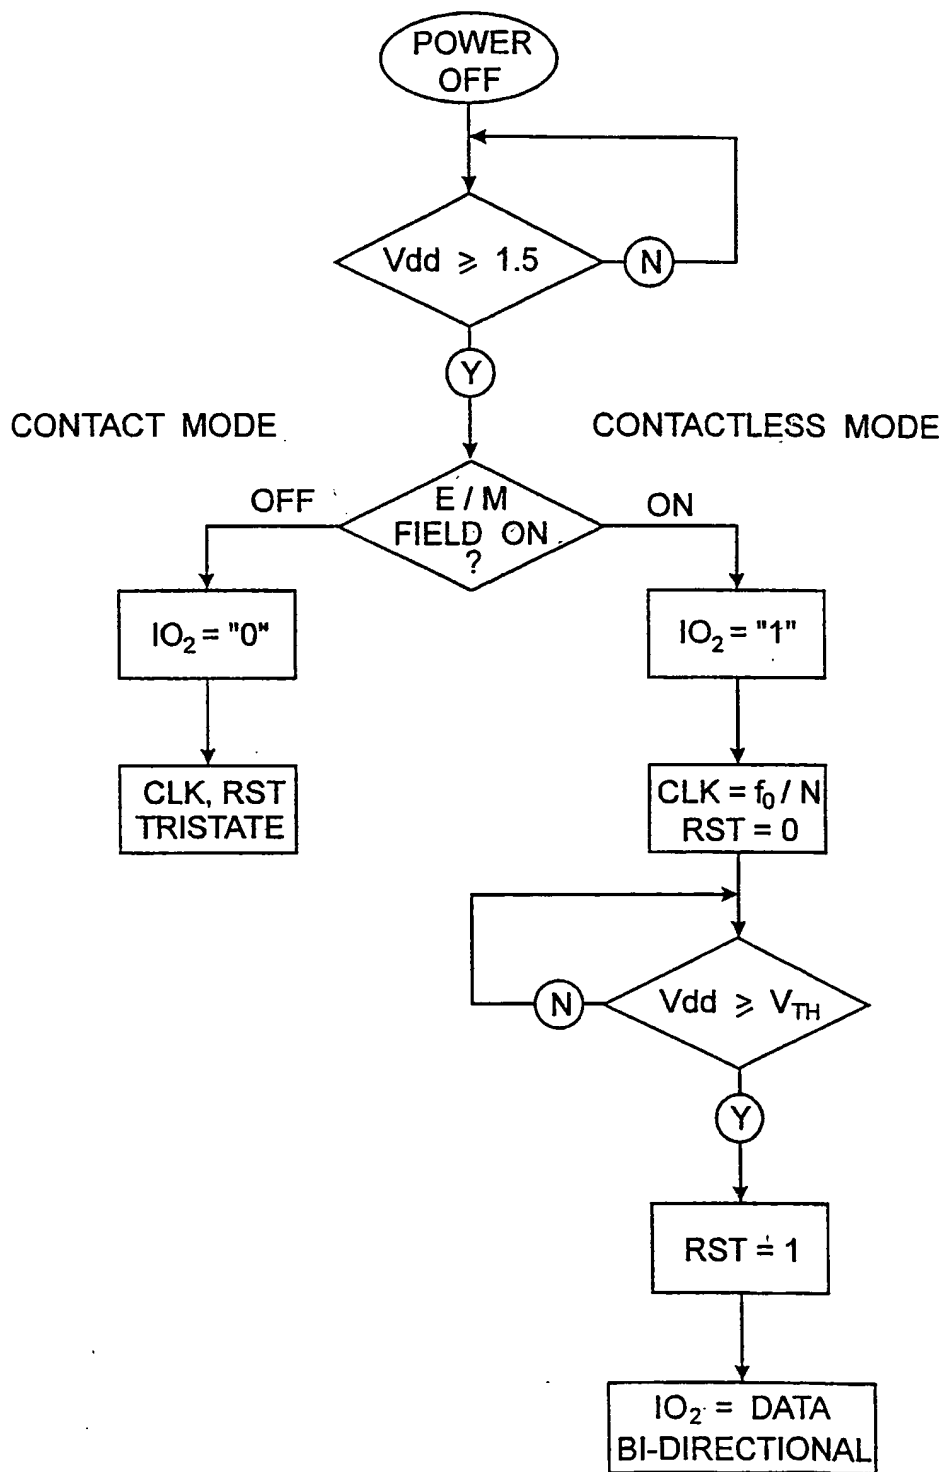 POWER
OFF
Vdd ⩾ 1.5
N
Y
CONTACT MODE
CONTACTLESS MODE
OFF
E / M
FIELD ON
?
ON
IO₂ = "0"
IO₂ = "1"
CLK, RST
TRISTATE
CLK = f₀ / N
RST = 0
N
Vdd ⩾ V_TH
Y
RST = 1
IO₂ = DATA
BI-DIRECTIONAL